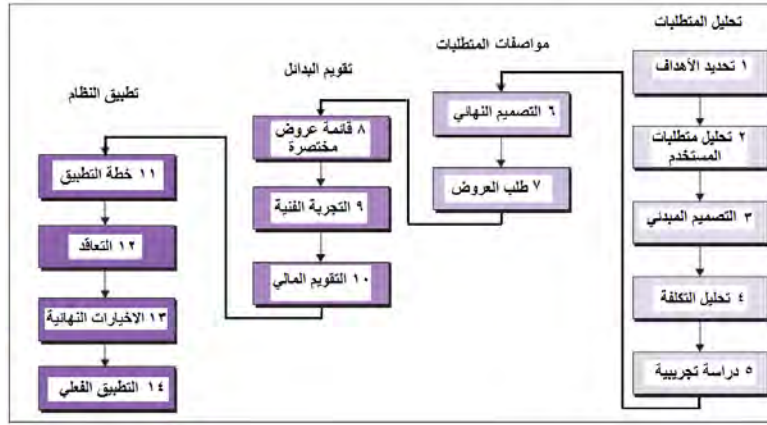 تحليل المتطلبات
١ تحديد الأهداف
٢ تحليل متطلبات
المستخدم
٣ التصميم المبدئي
٤ تحليل التكلفة
٥ دراسة تجريبية
مواصفات المتطلبات
٦ التصميم النهائي
٧ طلب العروض
تقويم البدائل
٨ قائمة عروض
مختصرة
٩ التجربة الفنية
١٠ التقويم المالي
تطبيق النظام
١١ خطة التطبيق
١٢ التعاقد
١٣ الاخيارات النهائية
١٤ التطبيق الفعلي